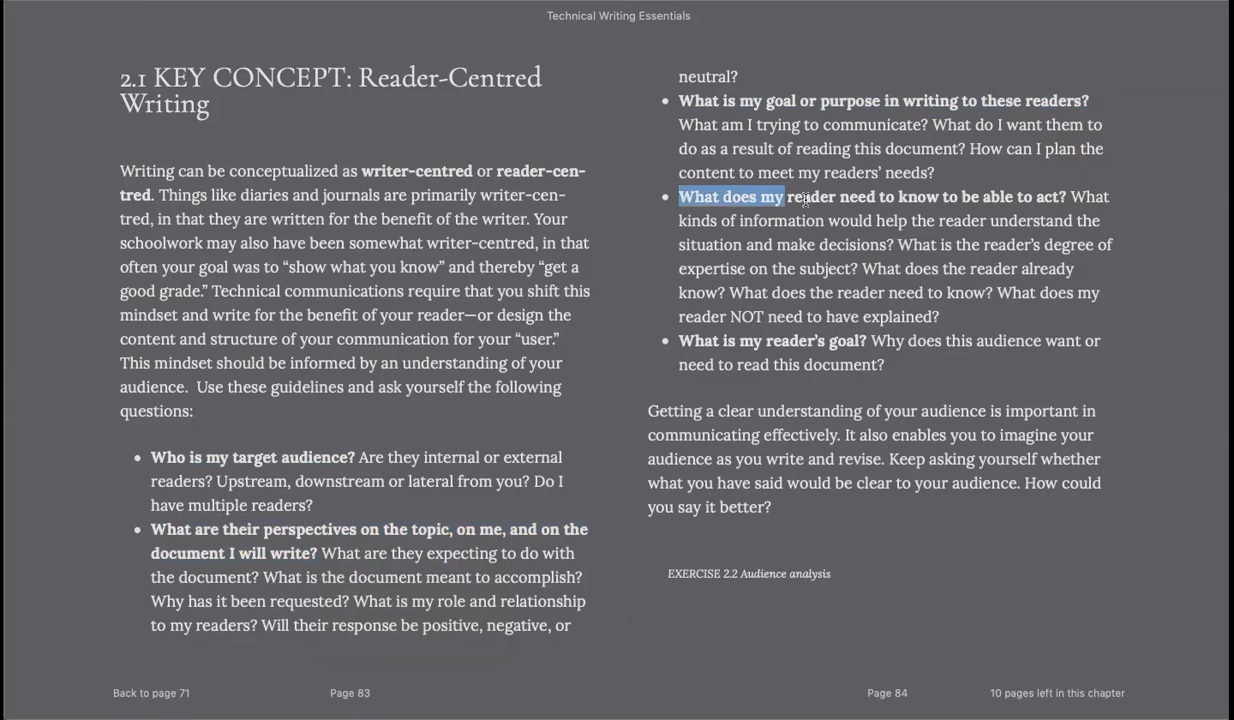 Technical Writing Essentials
2.1 KEY CONCEPT: Reader-Centred
Writing
Writing can be conceptualized as writer-centred or reader-cen-
tred. Things like diaries and journals are primarily writer-cen-
tred, in that they are written for the benefit of the writer. Your
schoolwork may also have been somewhat writer-centred, in that
often your goal was to “show what you know” and thereby “get a
good grade.” Technical communications require that you shift this
mindset and write for the benefit of your reader—or design the
content and structure of your communication for your “user.”
This mindset should be informed by an understanding of your
audience. Use these guidelines and ask yourself the following
questions:
• Who is my target audience? Are they internal or external
readers? Upstream, downstream or lateral from you? Do I
have multiple readers?
• What are their perspectives on the topic, on me, and on the
document I will write? What are they expecting to do with
the document? What is the document meant to accomplish?
Why has it been requested? What is my role and relationship
to my readers? Will their response be positive, negative, or
neutral?
• What is my goal or purpose in writing to these readers?
What am I trying to communicate? What do I want them to
do as a result of reading this document? How can I plan the
content to meet my readers’ needs?
• What does my reader need to know to be able to act? What
kinds of information would help the reader understand the
situation and make decisions? What is the reader’s degree of
expertise on the subject? What does the reader already
know? What does the reader need to know? What does my
reader NOT need to have explained?
• What is my reader’s goal? Why does this audience want or
need to read this document?
Getting a clear understanding of your audience is important in
communicating effectively. It also enables you to imagine your
audience as you write and revise. Keep asking yourself whether
what you have said would be clear to your audience. How could
you say it better?
EXERCISE 2.2 Audience analysis
Back to page 71
Page 83
Page 84
10 pages left in this chapter